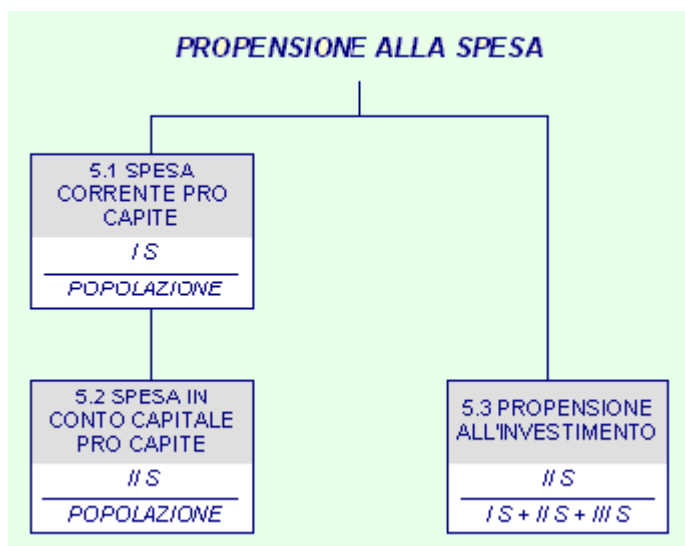 PROPENSIONE ALLA SPESA
5.1 SPESA
CORRENTE PRO
CAPITE
I S
POPOLAZIONE
5.2 SPESA IN
CONTO CAPITALE
PRO CAPITE
II S
POPOLAZIONE
5.3 PROPENSIONE
ALL'INVESTIMENTO
II S
I S + II S + III S